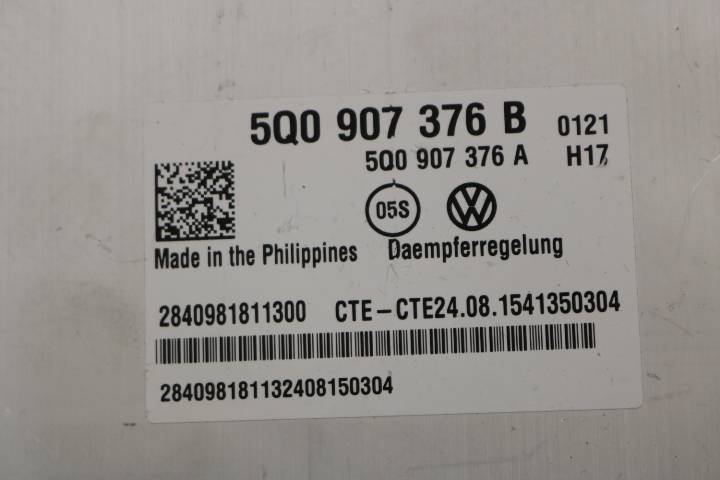 5Q0 907 376 B 0121
5Q0 907 376 A H17
05S VW
Made in the Philippines Daempferregelung
2840981811300 CTE-CTE24.08.1541350304
284098181132408150304